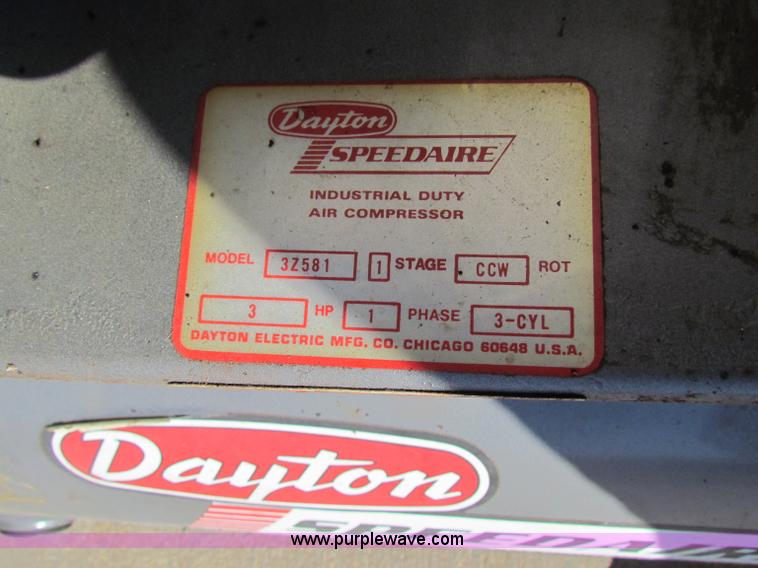 Dayton
SPEEDAIRE
INDUSTRIAL DUTY
AIR COMPRESSOR
MODEL 3Z581 1 STAGE CCW ROT
3 HP 1 PHASE 3-CYL
DAYTON ELECTRIC MFG. CO. CHICAGO 60648 U.S.A.
Dayton
SPEEDAIRE
www.purplewave.com